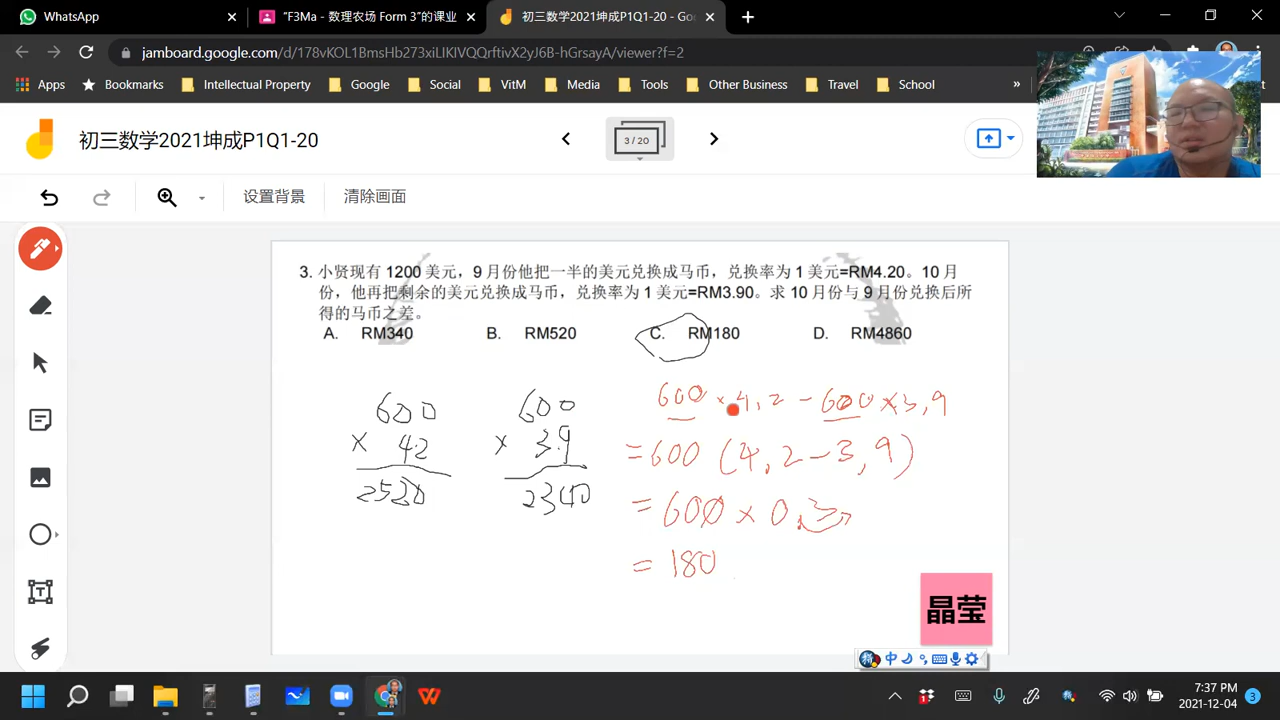 WhatsApp
"F3Ma - 数理农场 Form 3"的课业
初三数学2021坤成P1Q1-20 - Go
jamboard.google.com/d/178vKOL1BmsHb273xiLIKIVOQrftivX2yJ6B-hGrsayA/viewer?f=2
Apps Bookmarks Intellectual Property Google Social VitM Media Tools Other Business Travel School » t
初三数学2021坤成P1Q1-20
3 / 20
设置背景 清除画面
3. 小贤现有 1200 美元，9 月份他把一半的美元兑换成马币，兑换率为 1 美元=RM4.20。10 月
份，他再把剩余的美元兑换成马币，兑换率为 1 美元=RM3.90。求 10 月份与 9 月份兑换后所
得的马币之差。
A. RM340 B. RM520 C. RM180 D. RM4860
600
× 4.2
2520
600
× 3.9
2340
600 × 4.2 - 600 × 3.9
= 600 (4.2 - 3.9)
= 600 × 0.3
= 180
晶莹
中
7:37 PM
2021-12-04
3